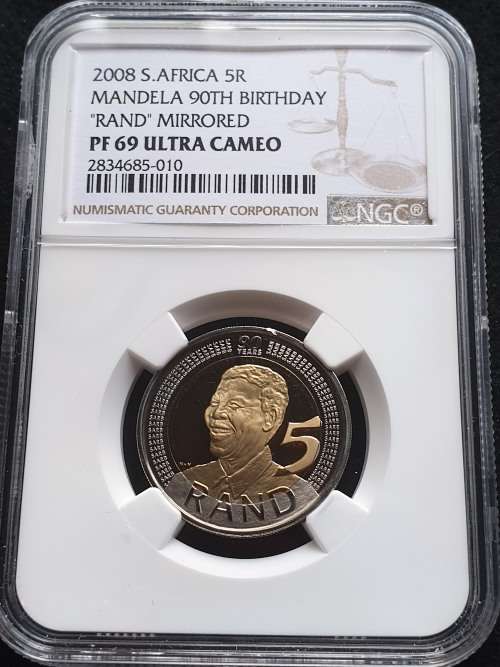 2008 S.AFRICA 5R
MANDELA 90TH BIRTHDAY
"RAND" MIRRORED
PF 69 ULTRA CAMEO
2834685-010
NUMISMATIC GUARANTY CORPORATION
NGC®
90
YEARS
5
RAND